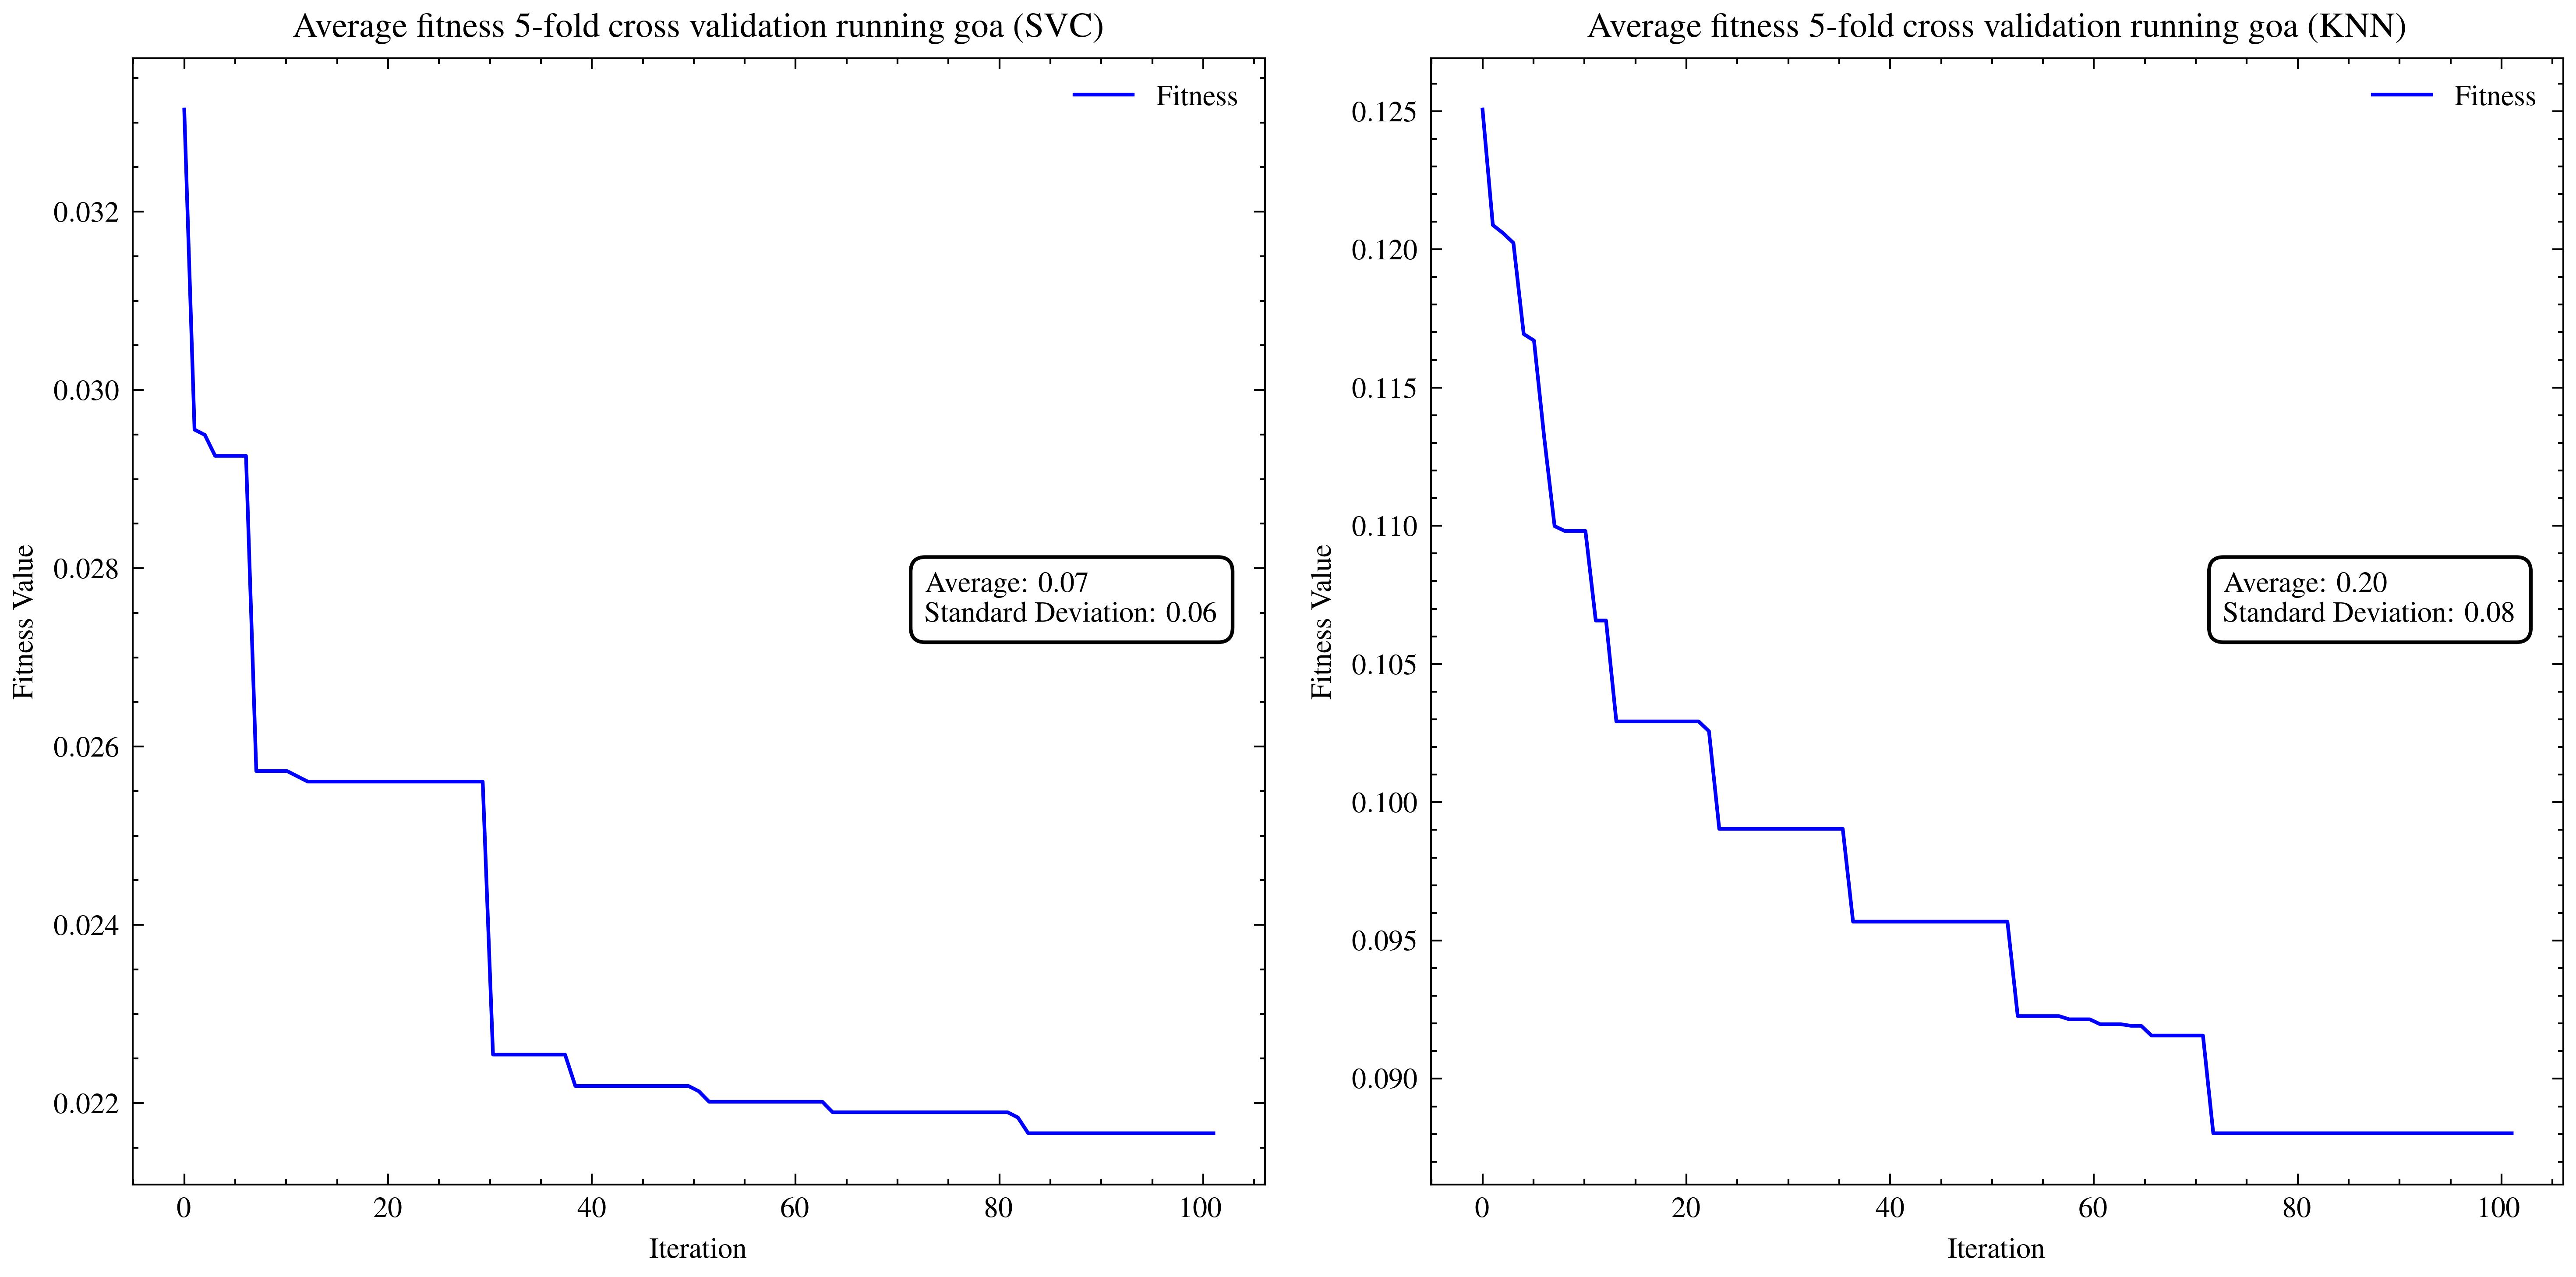 Average fitness 5-fold cross validation running goa (SVC)
Fitness
0.032
0.030
0.028
0.026
0.024
0.022
Fitness Value
Average: 0.07
Standard Deviation: 0.06
0 20 40 60 80 100
Iteration
Average fitness 5-fold cross validation running goa (KNN)
Fitness
0.125
0.120
0.115
0.110
0.105
0.100
0.095
0.090
Fitness Value
Average: 0.20
Standard Deviation: 0.08
0 20 40 60 80 100
Iteration